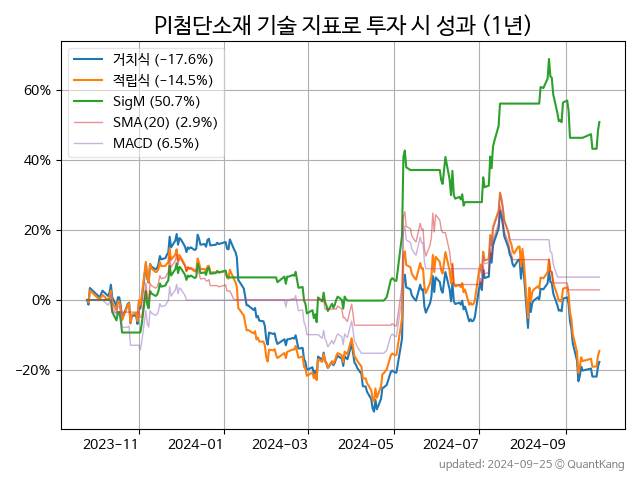 PI첨단소재 기술 지표로 투자 시 성과 (1년)
거치식 (−17.6%)
적립식 (−14.5%)
SigM (50.7%)
SMA(20) (2.9%)
MACD (6.5%)
60%
40%
20%
0%
−20%
2023−11 2024−01 2024−03 2024−05 2024−07 2024−09
updated: 2024−09−25 © QuantKang